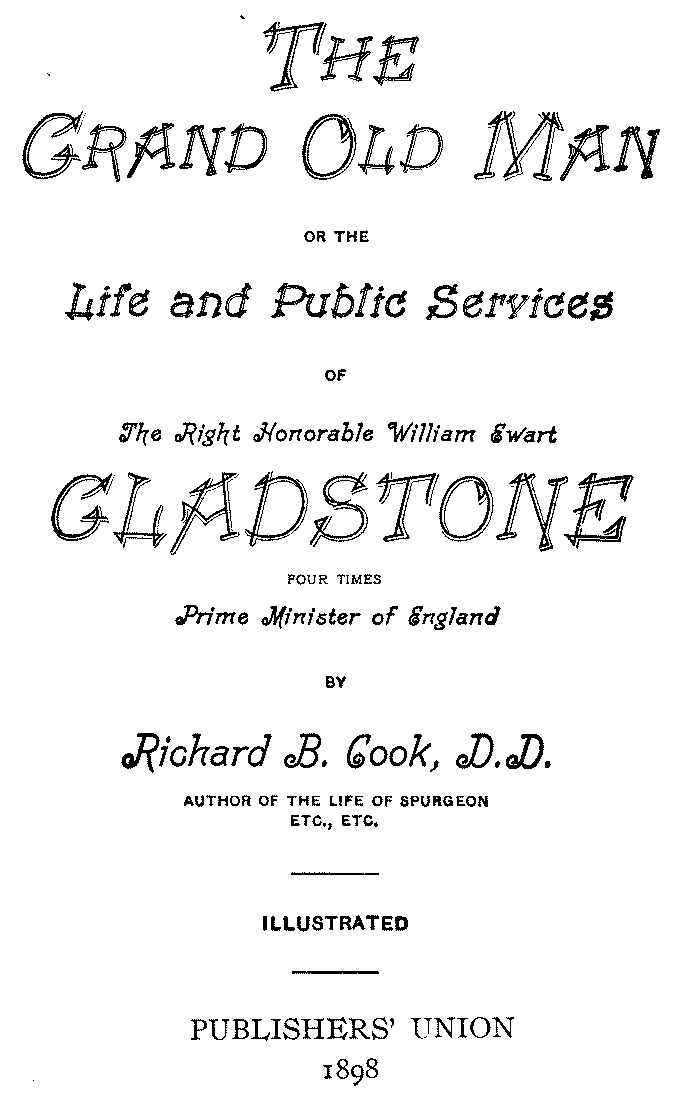 THE
GRAND OLD MAN
OR THE
Life and Public Services
OF
The Right Honorable William Ewart
GLADSTONE
FOUR TIMES
Prime Minister of England
BY
Richard B. Cook, D.D.
AUTHOR OF THE LIFE OF SPURGEON
ETC., ETC.
ILLUSTRATED
PUBLISHERS' UNION
1898